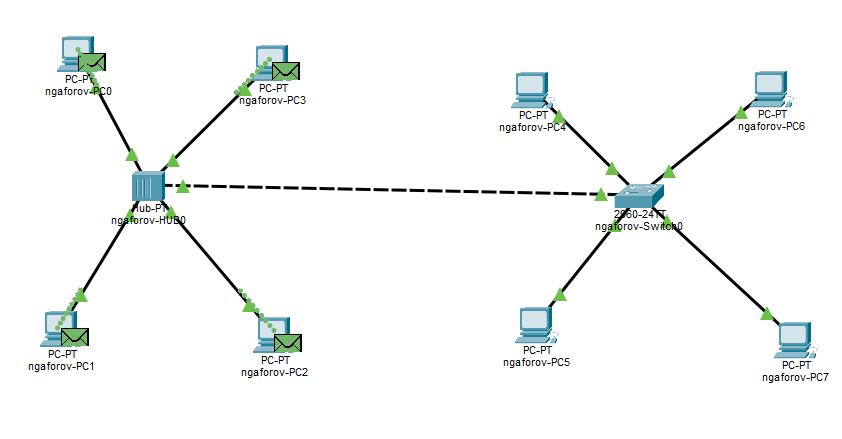 PC-PT
ngaforov-PC0
PC-PT
ngaforov-PC3
PC-PT
ngaforov-PC4
PC-PT
ngaforov-PC6
Hub-PT
ngaforov-HUB0
2960-24TT
ngaforov-Switch0
PC-PT
ngaforov-PC1
PC-PT
ngaforov-PC2
PC-PT
ngaforov-PC5
PC-PT
ngaforov-PC7